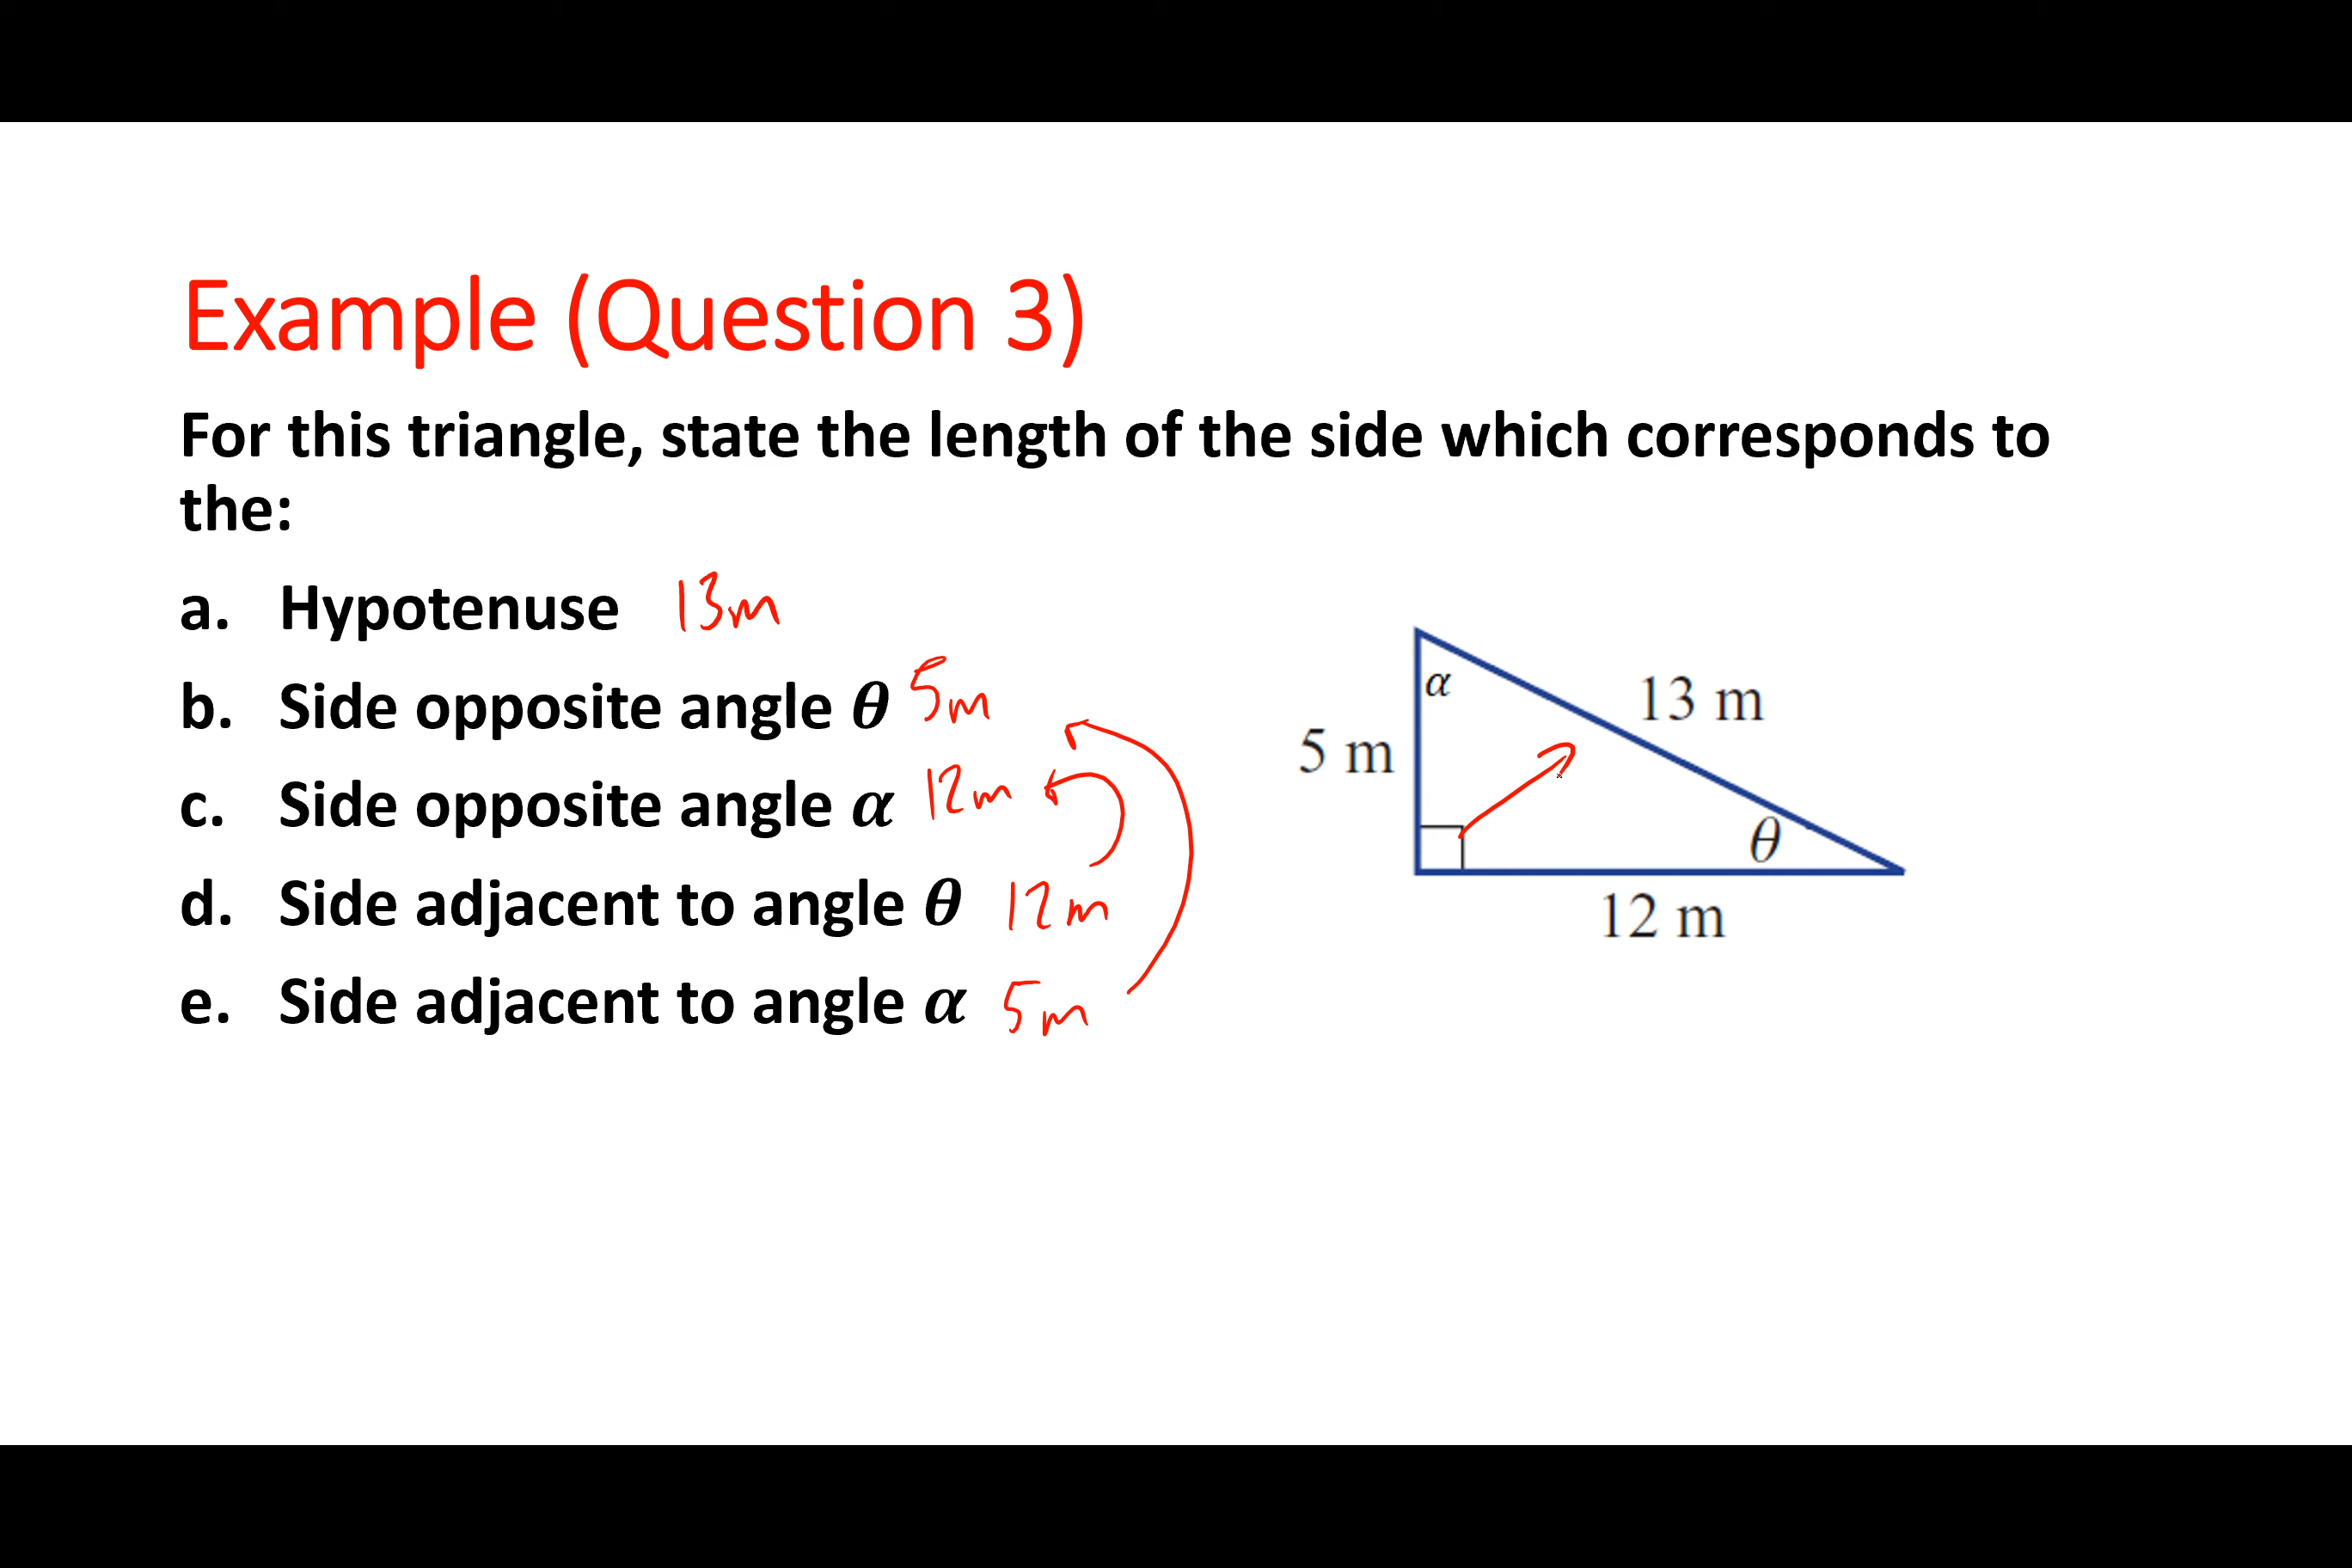 Example (Question 3)
For this triangle, state the length of the side which corresponds to
the:
a. Hypotenuse 13m
b. Side opposite angle θ 5m
c. Side opposite angle α 12m
d. Side adjacent to angle θ 12m
e. Side adjacent to angle α 5m
α
13 m
5 m
θ
12 m